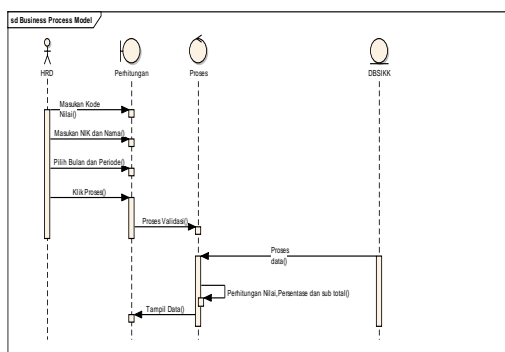 sd Business Process Model
HRD
Perhitungan
Proses
DBSIKK
Masukan Kode
Nilai()
Masukan NIK dan Nama()
Pilih Bulan dan Periode()
Klik Proses()
Proses Validasi()
Proses
data()
Perhitungan Nilai,Persentase dan sub total()
Tampil Data()